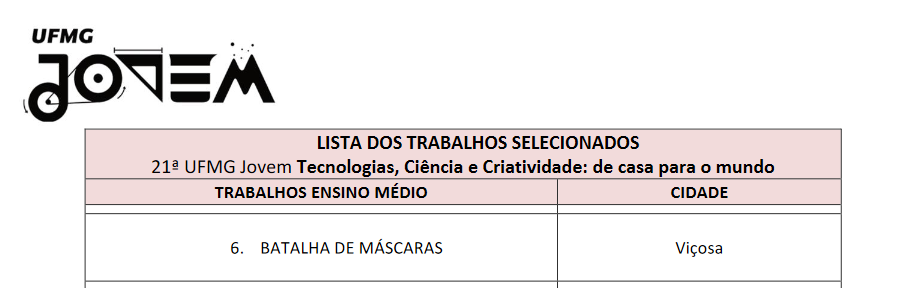 UFMG
JOVEM
LISTA DOS TRABALHOS SELECIONADOS
21ª UFMG Jovem Tecnologias, Ciência e Criatividade: de casa para o mundo
TRABALHOS ENSINO MÉDIO CIDADE
6. BATALHA DE MÁSCARAS Viçosa